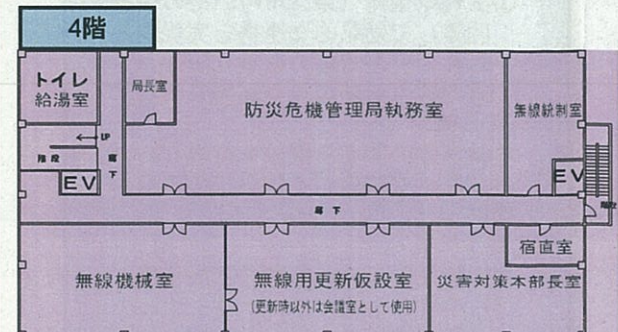 4階
トイレ
給湯室
局長室
防災危機管理局執務室
無線統制室
UP
階段
廊下
EV
EV
階段
廊下
宿直室
無線機械室
無線用更新仮設室
(更新時以外は会議室として使用)
災害対策本部長室